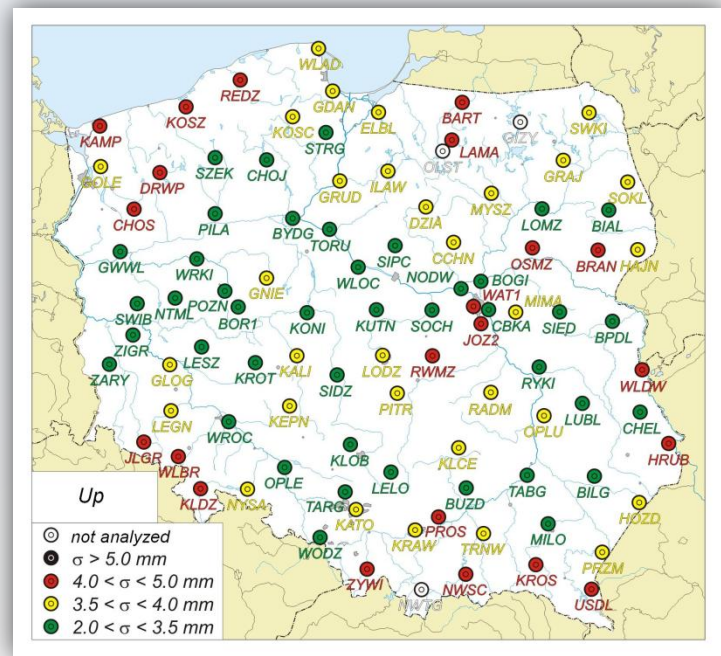 WLAD
REDZ
GDAN
KOSZ
KOSC
ELBL
BART
GIZY
SWKI
KAMP
STRG
LAMA
OLST
GOLE
DRWP
SZEK
CHOJ
GRUD
ILAW
GRAJ
SOKL
CHOS
PILA
BYDG
TORU
DZIA
MYSZ
LOMZ
BIAL
GWWL
WRKI
SIPC
CCHN
OSMZ
BRAN
HAJN
WLOC
NODW
BOGI
GNIE
WAT1
MIMA
SWIB
NTML
POZN
BOR1
KONI
KUTN
SOCH
CBKA
SIED
BPDL
JOZ2
ZIGR
LESZ
ZARY
GLOG
KROT
KALI
SIDZ
LODZ
RWMZ
RYKI
WLDW
LEGN
KEPN
PITR
RADM
OPLU
LUBL
CHEL
WROC
JLGR
WLBR
KLOB
KLCE
HRUB
KLDZ
NYSA
OPLE
TARG
LELO
BUZD
TABG
BILG
KATO
HOZD
WODZ
KRAW
PROS
TRNW
MILO
PRZM
ZYWI
NWTG
NWSC
KROS
USDL
Up
not analyzed
σ > 5.0 mm
4.0 < σ < 5.0 mm
3.5 < σ < 4.0 mm
2.0 < σ < 3.5 mm